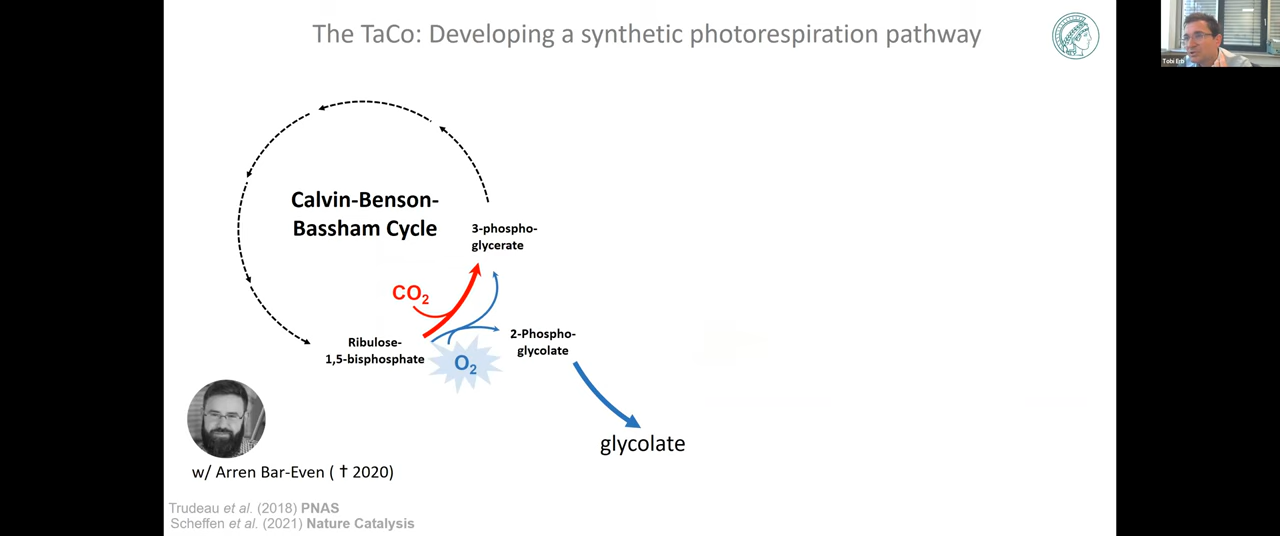 The TaCo: Developing a synthetic photorespiration pathway
Tobi Erb
Calvin-Benson-
Bassham Cycle
3-phospho-
glycerate
CO₂
Ribulose-
1,5-bisphosphate
O₂
2-Phospho-
glycolate
glycolate
w/ Arren Bar-Even ( † 2020)
Trudeau et al. (2018) PNAS
Scheffen et al. (2021) Nature Catalysis